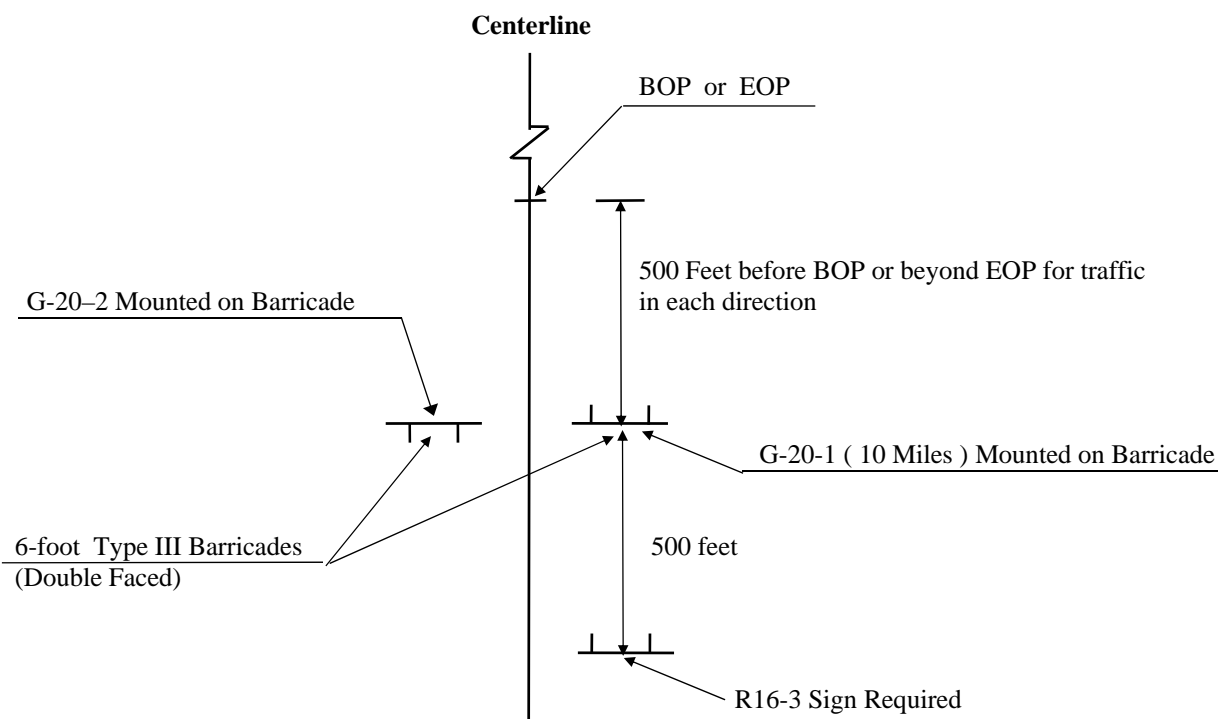 Centerline
BOP or EOP
500 Feet before BOP or beyond EOP for traffic
in each direction
G-20–2 Mounted on Barricade
G-20-1 ( 10 Miles ) Mounted on Barricade
6-foot Type III Barricades
(Double Faced)
500 feet
R16-3 Sign Required